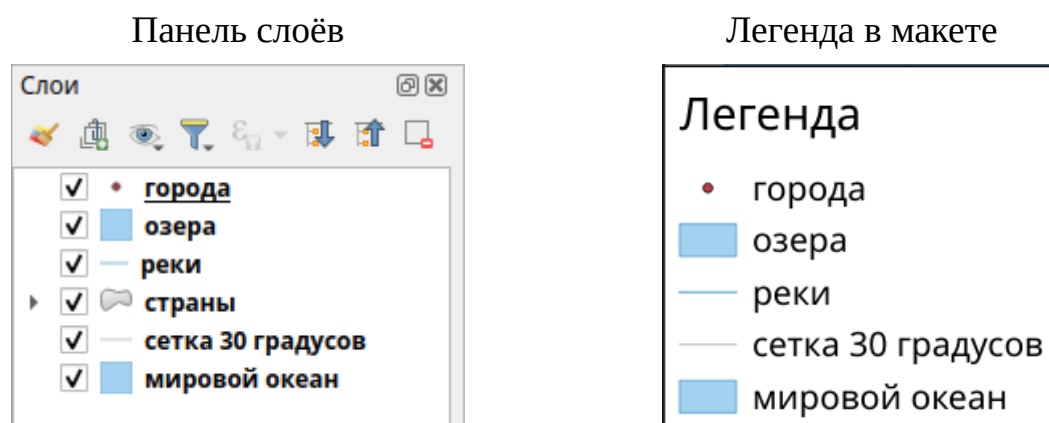 Панель слоёв
Слои
города
озера
реки
страны
сетка 30 градусов
мировой океан
Легенда в макете
Легенда
города
озера
реки
сетка 30 градусов
мировой океан